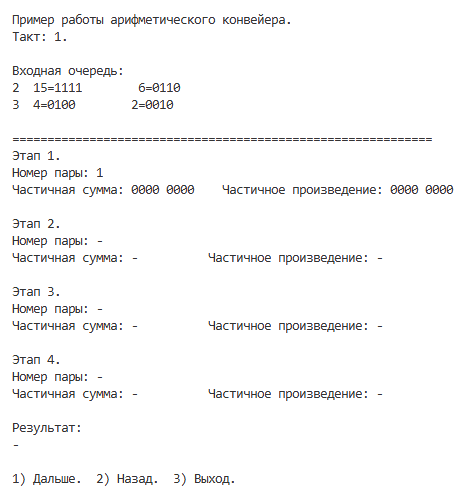 Пример работы арифметического конвейера.
Такт: 1.
Входная очередь:
2  15=1111        6=0110
3  4=0100        2=0010
============================================================
Этап 1.
Номер пары: 1
Частичная сумма: 0000 0000    Частичное произведение: 0000 0000
Этап 2.
Номер пары: -
Частичная сумма: -          Частичное произведение: -
Этап 3.
Номер пары: -
Частичная сумма: -          Частичное произведение: -
Этап 4.
Номер пары: -
Частичная сумма: -          Частичное произведение: -
Результат:
-
1) Дальше.  2) Назад.  3) Выход.